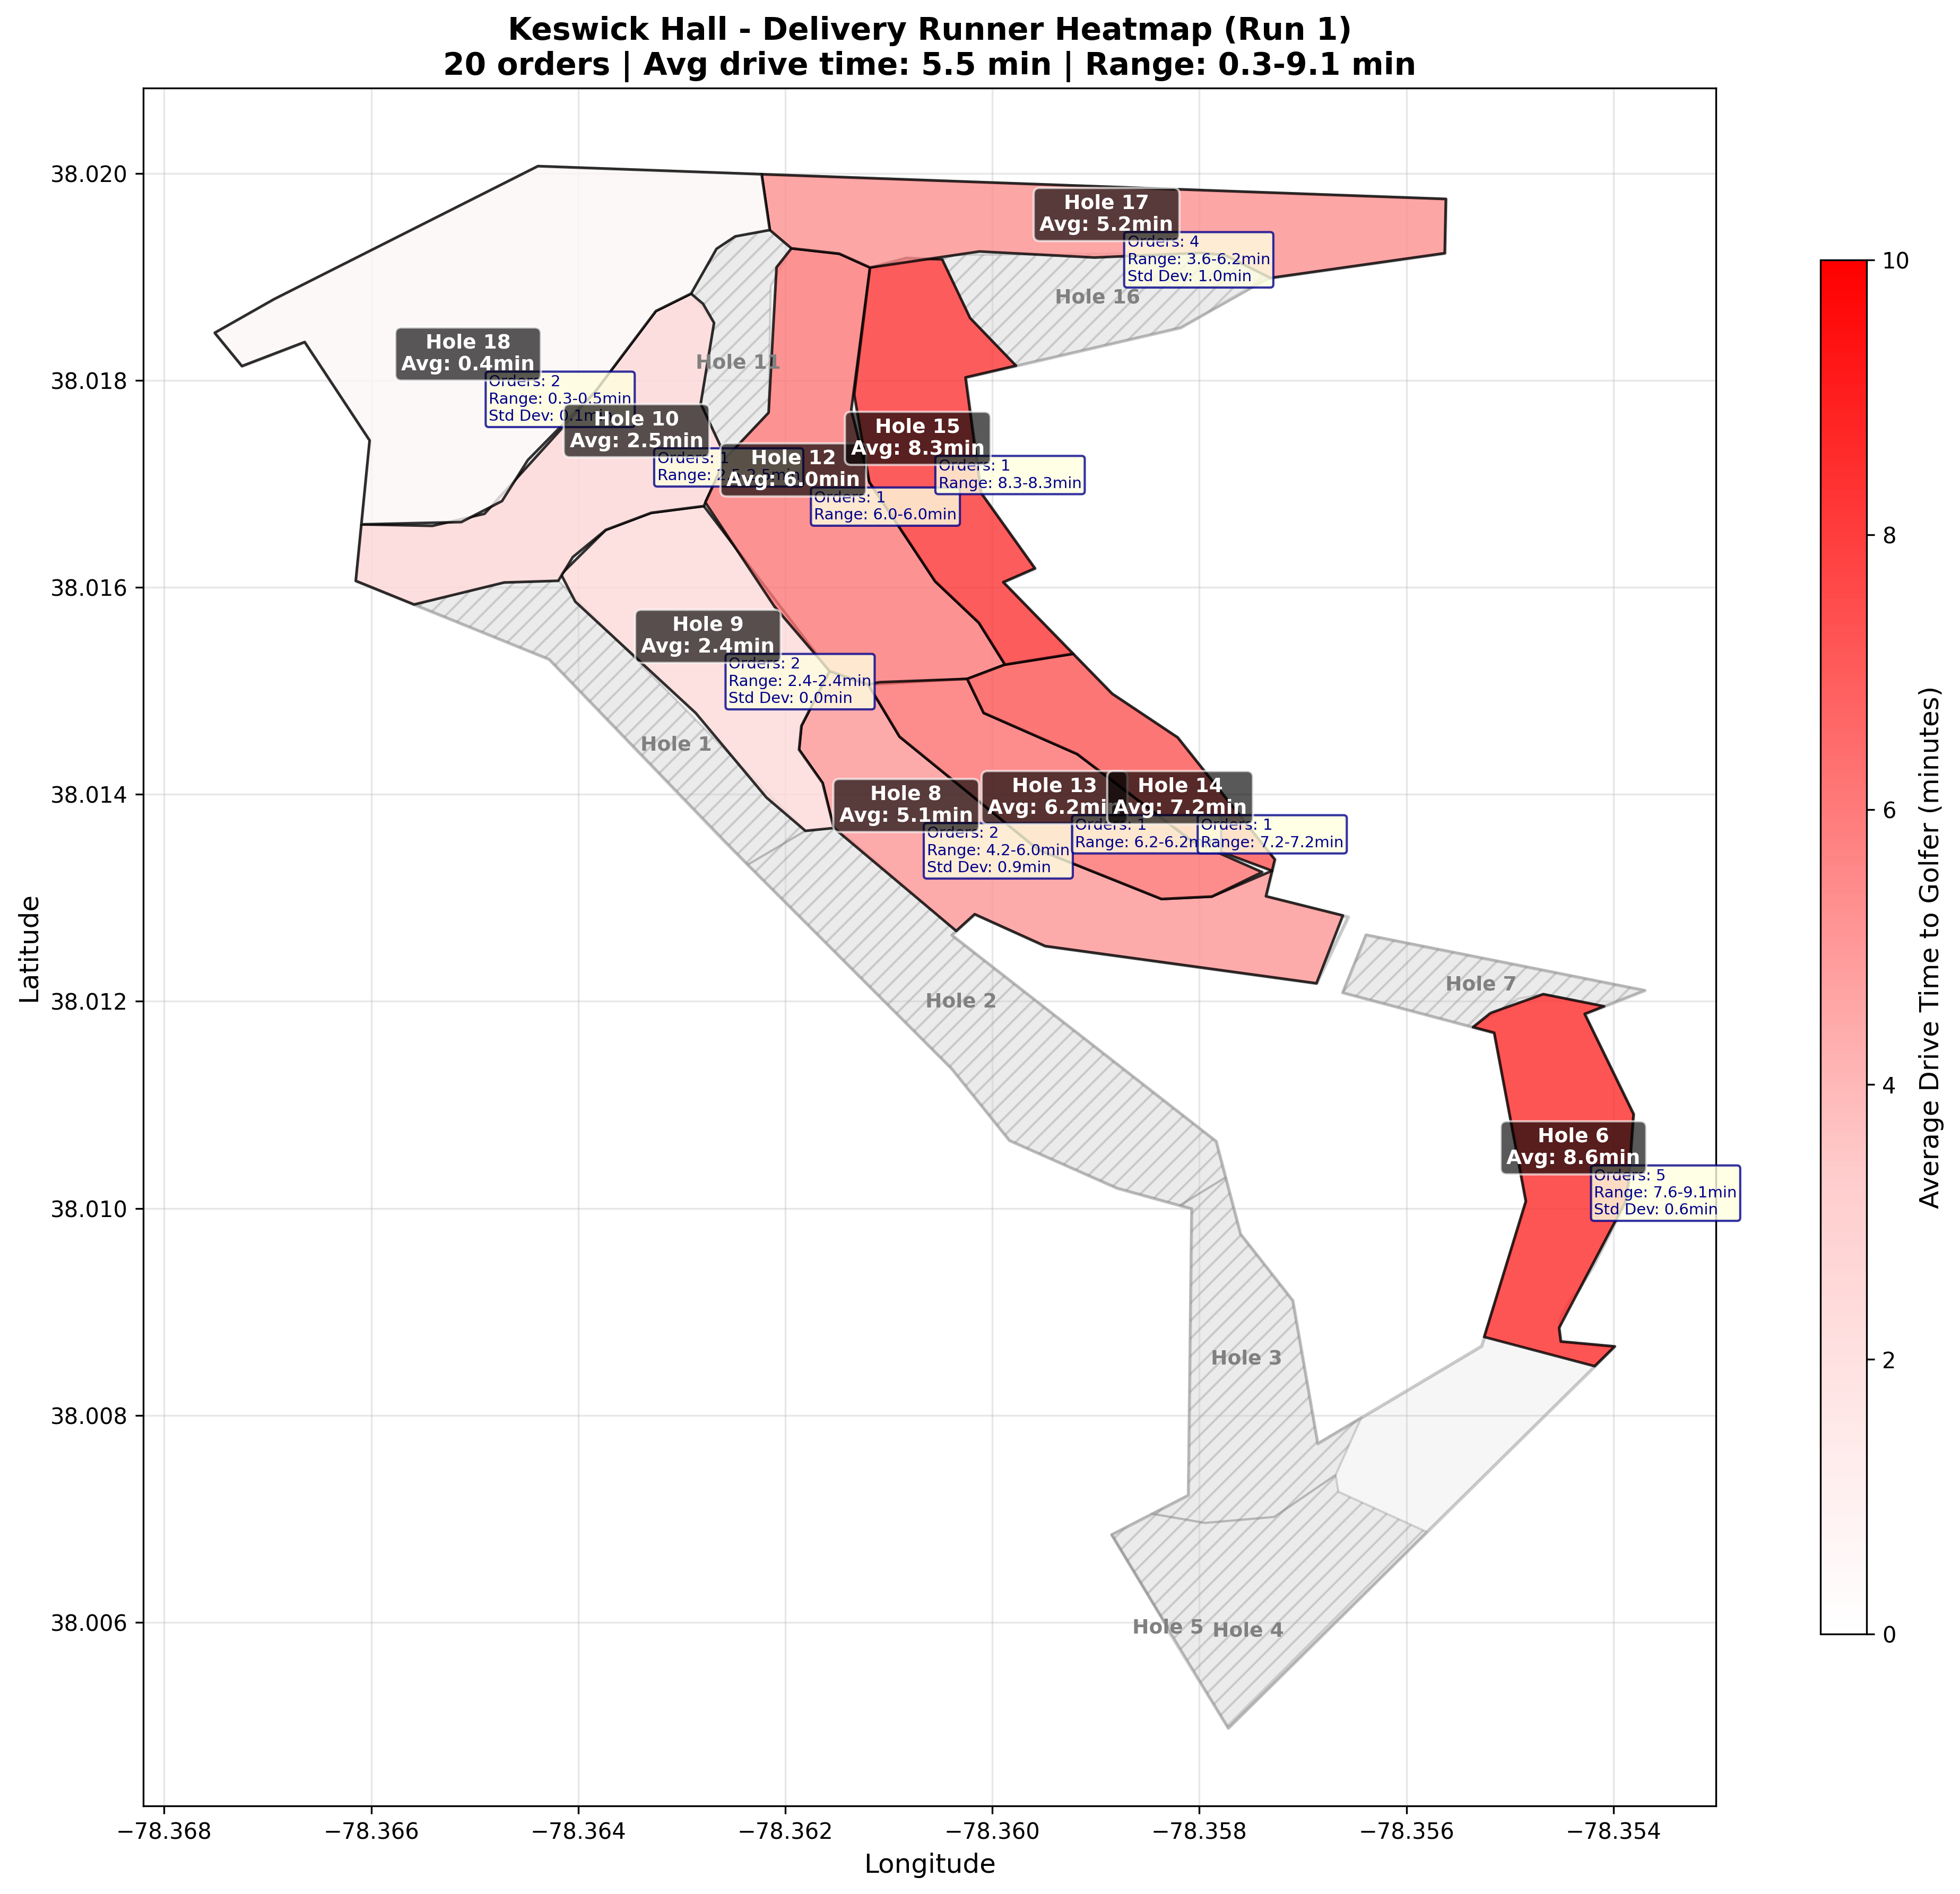 Keswick Hall - Delivery Runner Heatmap (Run 1)
20 orders | Avg drive time: 5.5 min | Range: 0.3-9.1 min
Hole 17
Avg: 5.2min
Orders: 4
Range: 3.6-6.2min
Std Dev: 1.0min
Hole 16
Hole 18
Avg: 0.4min
Orders: 2
Range: 0.3-0.5min
Std Dev: 0.1min
Hole 11
Hole 10
Avg: 2.5min
Orders: 1
Range: 2.5-2.5min
Hole 12
Avg: 6.0min
Orders: 1
Range: 6.0-6.0min
Hole 15
Avg: 8.3min
Orders: 1
Range: 8.3-8.3min
Hole 9
Avg: 2.4min
Orders: 2
Range: 2.4-2.4min
Std Dev: 0.0min
Hole 1
Hole 8
Avg: 5.1min
Orders: 2
Range: 4.2-6.0min
Std Dev: 0.9min
Hole 13
Avg: 6.2min
Orders: 1
Range: 6.2-6.2m
Hole 14
Avg: 7.2min
Orders: 1
Range: 7.2-7.2min
Hole 2
Hole 7
Hole 6
Avg: 8.6min
Orders: 5
Range: 7.6-9.1min
Std Dev: 0.6min
Hole 3
Hole 5
Hole 4
38.020
38.018
38.016
38.014
38.012
38.010
38.008
38.006
Latitude
−78.368
−78.366
−78.364
−78.362
−78.360
−78.358
−78.356
−78.354
Longitude
10
8
6
4
2
0
Average Drive Time to Golfer (minutes)